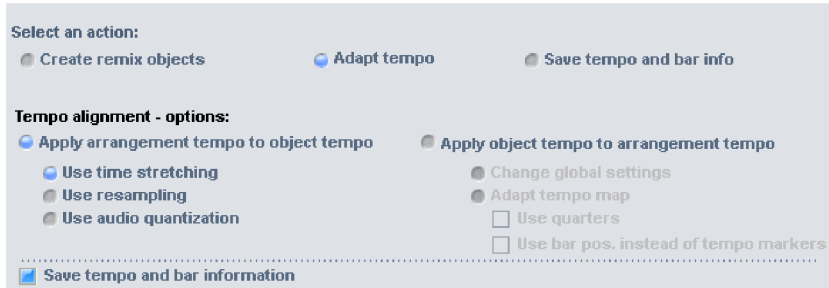 Select an action:
Create remix objects
Adapt tempo
Save tempo and bar info
Tempo alignment - options:
Apply arrangement tempo to object tempo
Use time stretching
Use resampling
Use audio quantization
Apply object tempo to arrangement tempo
Change global settings
Adapt tempo map
Use quarters
Use bar pos. instead of tempo markers
Save tempo and bar information